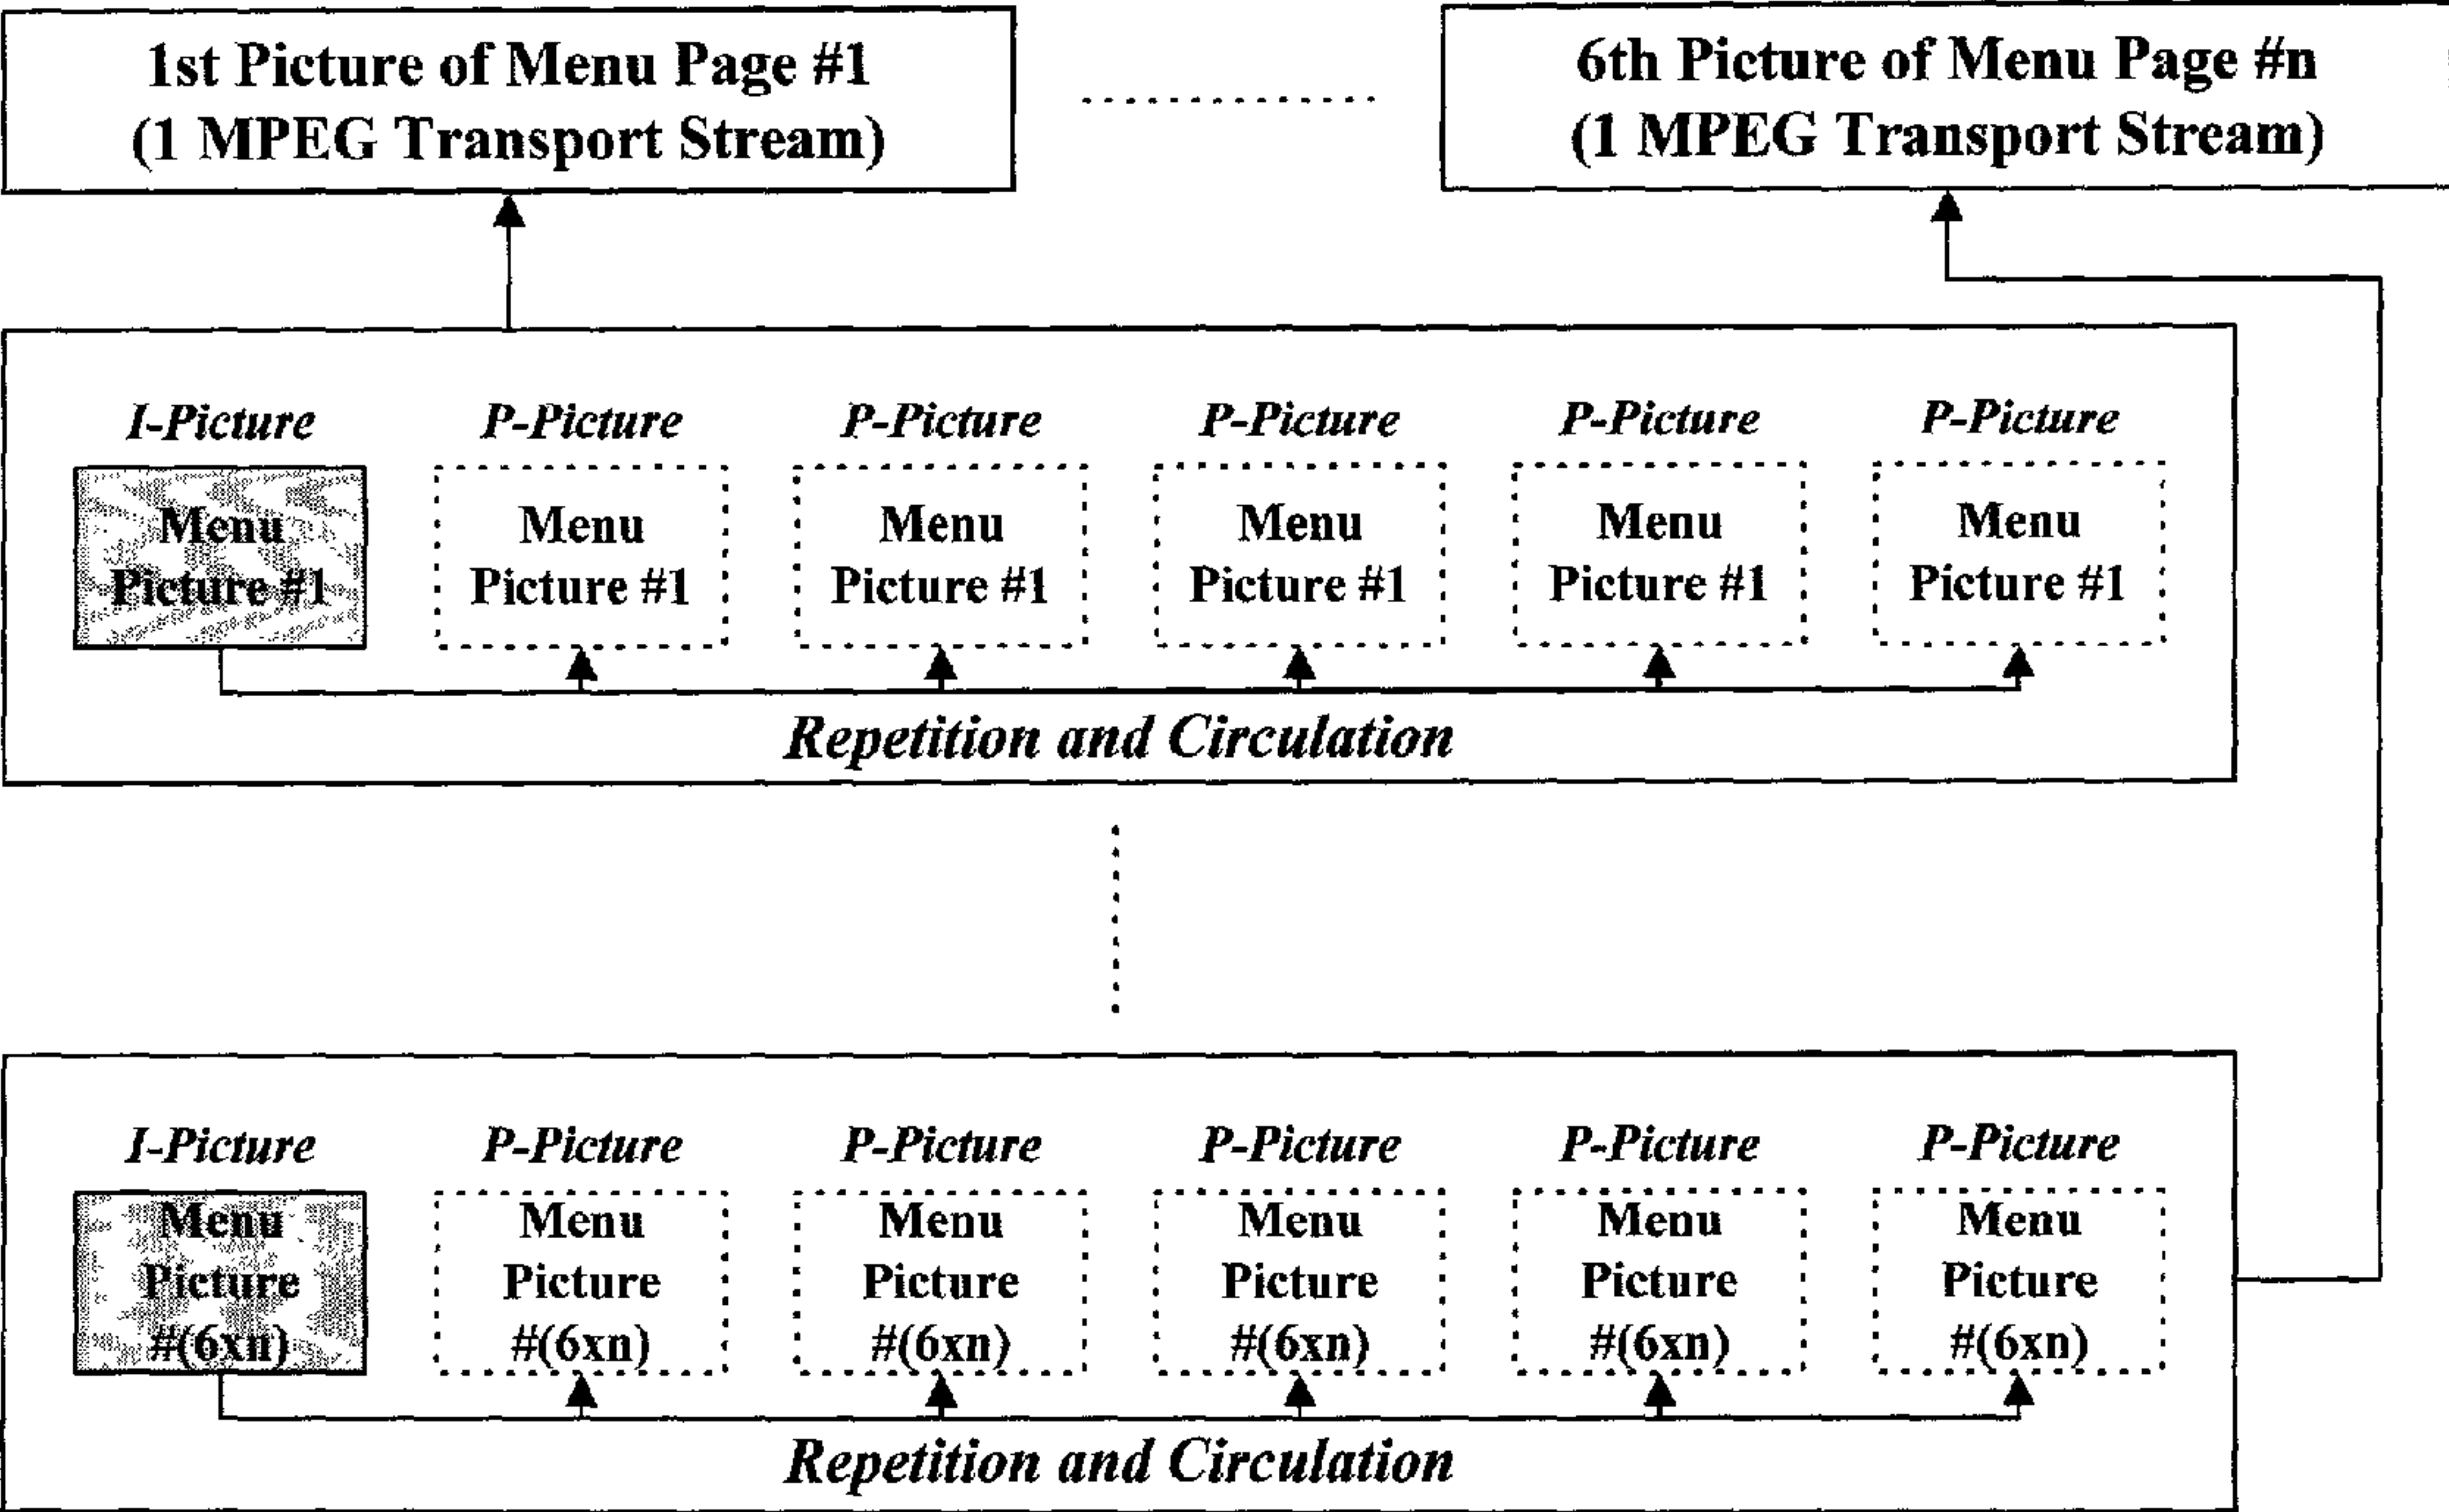 1st Picture of Menu Page #1
(1 MPEG Transport Stream)
6th Picture of Menu Page #n
(1 MPEG Transport Stream)
I-Picture
P-Picture
P-Picture
P-Picture
P-Picture
P-Picture
Menu
Picture #1
Menu
Picture #1
Menu
Picture #1
Menu
Picture #1
Menu
Picture #1
Menu
Picture #1
Repetition and Circulation
I-Picture
P-Picture
P-Picture
P-Picture
P-Picture
P-Picture
Menu
Picture
#(6xn)
Menu
Picture
#(6xn)
Menu
Picture
#(6xn)
Menu
Picture
#(6xn)
Menu
Picture
#(6xn)
Menu
Picture
#(6xn)
Repetition and Circulation